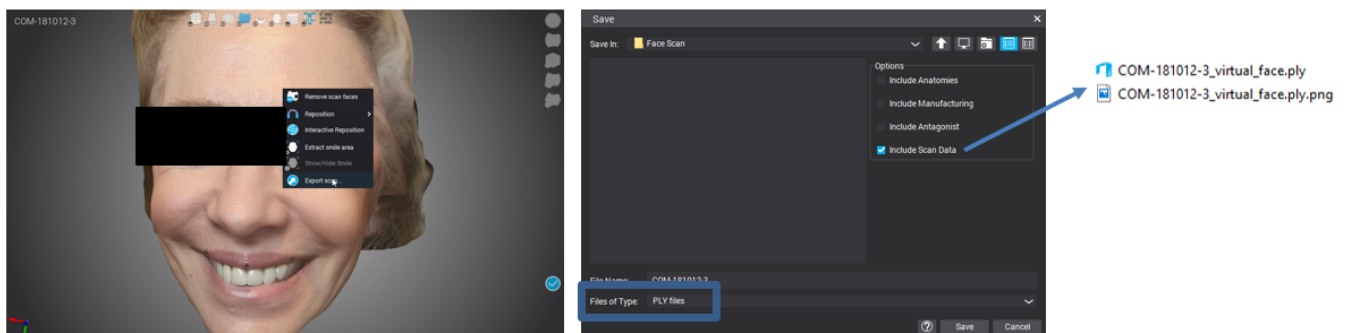 COM-181012-3
Remove scan faces
Reposition
Interactive Reposition
Extract smile area
Show/Hide Smile
Export scan...
Save
Save In: Face Scan
Options
Include Anatomies
Include Manufacturing
Include Antagonist
Include Scan Data
File Name: COM-181012-3
Files of Type: PLY files
Save Cancel
COM-181012-3_virtual_face.ply
COM-181012-3_virtual_face.ply.png